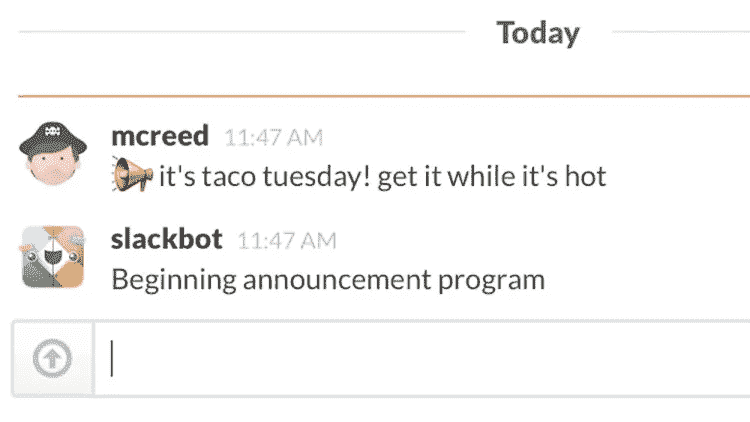 Today
mcreed 11:47 AM
it's taco tuesday! get it while it's hot
slackbot 11:47 AM
Beginning announcement program